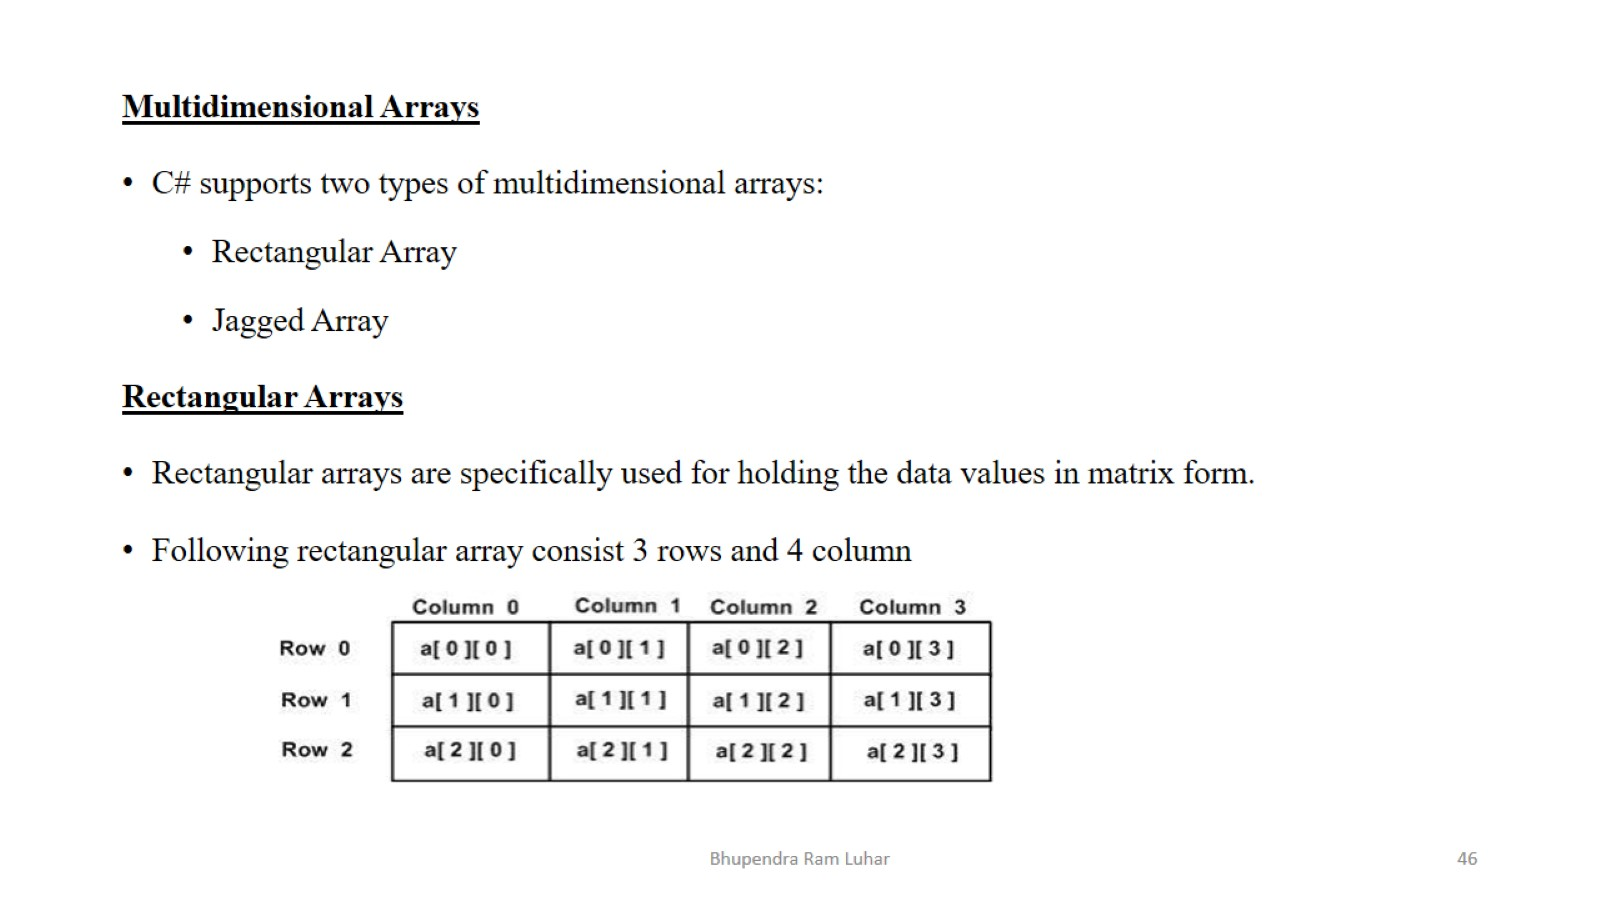 Multidimensional Arrays
• C# supports two types of multidimensional arrays:
• Rectangular Array
• Jagged Array
Rectangular Arrays
• Rectangular arrays are specifically used for holding the data values in matrix form.
• Following rectangular array consist 3 rows and 4 column
Column 0 Column 1 Column 2 Column 3
Row 0 a[ 0 ][ 0 ] a[ 0 ][ 1 ] a[ 0 ][ 2 ] a[ 0 ][ 3 ]
Row 1 a[ 1 ][ 0 ] a[ 1 ][ 1 ] a[ 1 ][ 2 ] a[ 1 ][ 3 ]
Row 2 a[ 2 ][ 0 ] a[ 2 ][ 1 ] a[ 2 ][ 2 ] a[ 2 ][ 3 ]
Bhupendra Ram Luhar 46